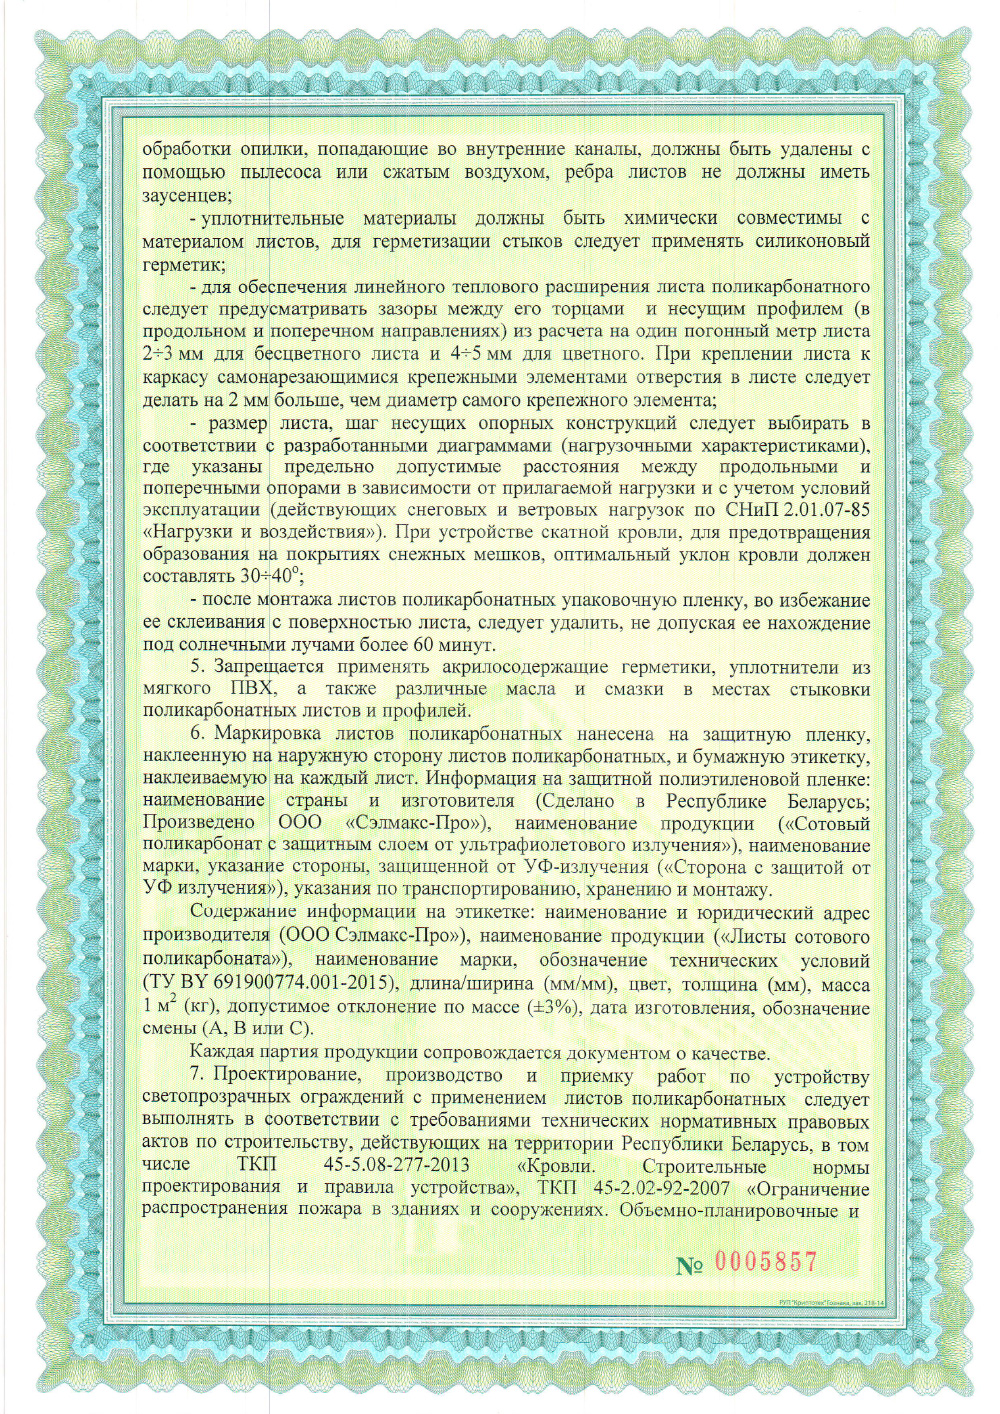 обработки опилки, попадающие во внутренние каналы, должны быть удалены с
помощью пылесоса или сжатым воздухом, ребра листов не должны иметь
заусенцев;
- уплотнительные материалы должны быть химически совместимы с
материалом листов, для герметизации стыков следует применять силиконовый
герметик;
- для обеспечения линейного теплового расширения листа поликарбонатного
следует предусматривать зазоры между его торцами и несущим профилем (в
продольном и поперечном направлениях) из расчета на один погонный метр листа
2÷3 мм для бесцветного листа и 4÷5 мм для цветного. При креплении листа к
каркасу самонарезающимися крепежными элементами отверстия в листе следует
делать на 2 мм больше, чем диаметр самого крепежного элемента;
- размер листа, шаг несущих опорных конструкций следует выбирать в
соответствии с разработанными диаграммами (нагрузочными характеристиками),
где указаны предельно допустимые расстояния между продольными и
поперечными опорами в зависимости от прилагаемой нагрузки и с учетом условий
эксплуатации (действующих снеговых и ветровых нагрузок по СНиП 2.01.07-85
«Нагрузки и воздействия»). При устройстве скатной кровли, для предотвращения
образования на покрытиях снежных мешков, оптимальный уклон кровли должен
составлять 30÷40°;
- после монтажа листов поликарбонатных упаковочную пленку, во избежание
ее склеивания с поверхностью листа, следует удалить, не допуская ее нахождение
под солнечными лучами более 60 минут.
5. Запрещается применять акрилосодержащие герметики, уплотнители из
мягкого ПВХ, а также различные масла и смазки в местах стыковки
поликарбонатных листов и профилей.
6. Маркировка листов поликарбонатных нанесена на защитную пленку,
наклеенную на наружную сторону листов поликарбонатных, и бумажную этикетку,
наклеиваемую на каждый лист. Информация на защитной полиэтиленовой пленке:
наименование страны и изготовителя (Сделано в Республике Беларусь;
Произведено ООО «Сэлмакс-Про»), наименование продукции («Сотовый
поликарбонат с защитным слоем от ультрафиолетового излучения»), наименование
марки, указание стороны, защищенной от УФ-излучения («Сторона с защитой от
УФ излучения»), указания по транспортированию, хранению и монтажу.
Содержание информации на этикетке: наименование и юридический адрес
производителя (ООО Сэлмакс-Про»), наименование продукции («Листы сотового
поликарбоната»), наименование марки, обозначение технических условий
(ТУ BY 691900774.001-2015), длина/ширина (мм/мм), цвет, толщина (мм), масса
1 м² (кг), допустимое отклонение по массе (±3%), дата изготовления, обозначение
смены (А, В или С).
Каждая партия продукции сопровождается документом о качестве.
7. Проектирование, производство и приемку работ по устройству
светопрозрачных ограждений с применением листов поликарбонатных следует
выполнять в соответствии с требованиями технических нормативных правовых
актов по строительству, действующих на территории Республики Беларусь, в том
числе ТКП 45-5.08-277-2013 «Кровли. Строительные нормы
проектирования и правила устройства», ТКП 45-2.02-92-2007 «Ограничение
распространения пожара в зданиях и сооружениях. Объемно-планировочные и
№ 0005857
РУП "Криптотех" Гознака, зак. 216-14